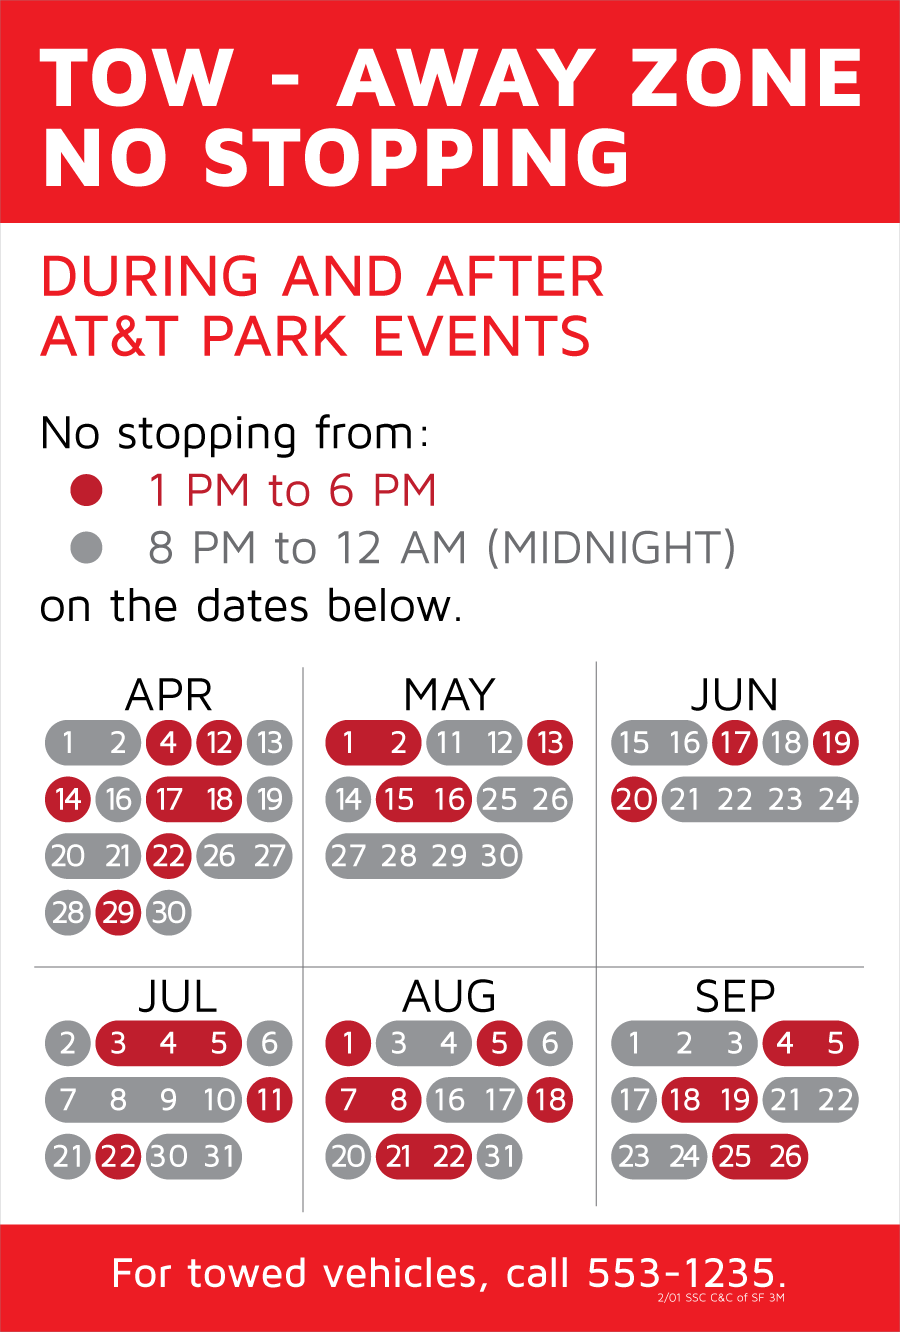 TOW - AWAY ZONE
NO STOPPING
DURING AND AFTER
AT&T PARK EVENTS
No stopping from:
1 PM to 6 PM
8 PM to 12 AM (MIDNIGHT)
on the dates below.
APR
1 2 4 12 13
14 16 17 18 19
20 21 22 26 27
28 29 30
MAY
1 2 11 12 13
14 15 16 25 26
27 28 29 30
JUN
15 16 17 18 19
20 21 22 23 24
JUL
2 3 4 5 6
7 8 9 10 11
21 22 30 31
AUG
1 3 4 5 6
7 8 16 17 18
20 21 22 31
SEP
1 2 3 4 5
17 18 19 21 22
23 24 25 26
For towed vehicles, call 553-1235.
2/01 SSC C&C of SF 3M